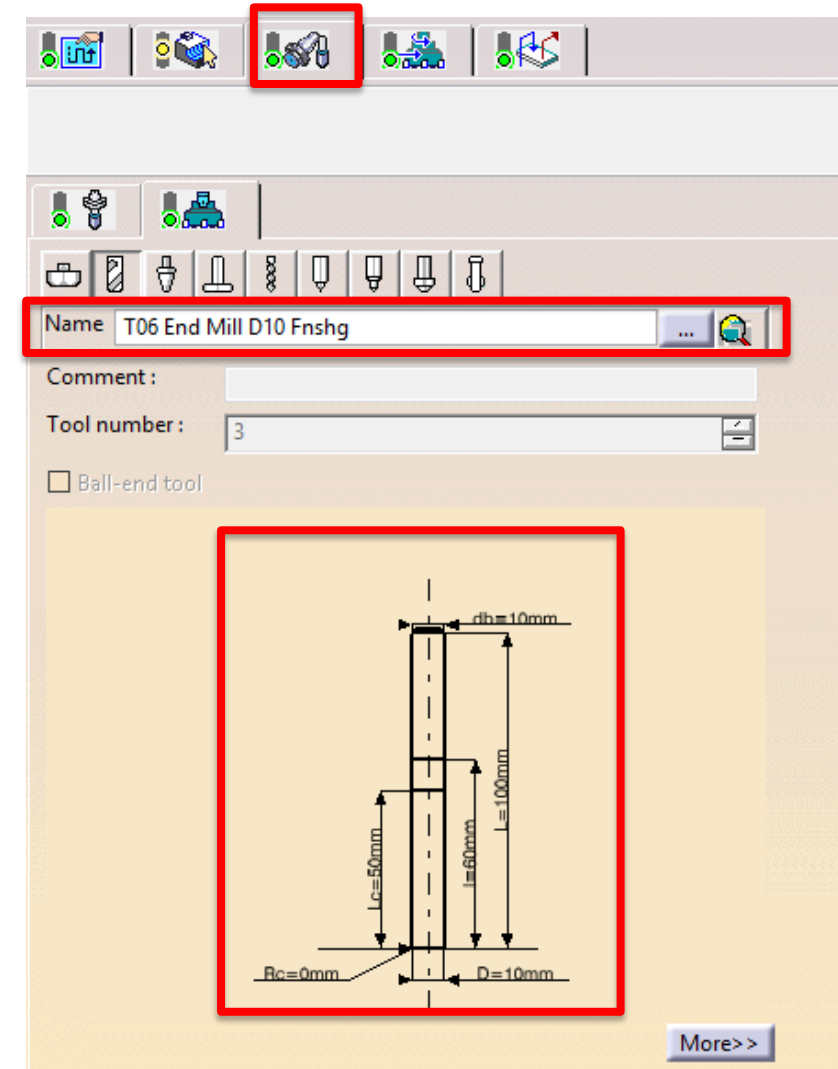 Name T06 End Mill D10 Fnshg ...
Comment :
Tool number : 3
Ball-end tool
db=10mm
L=100mm
l=60mm
Lc=50mm
Rc=0mm
D=10mm
More>>